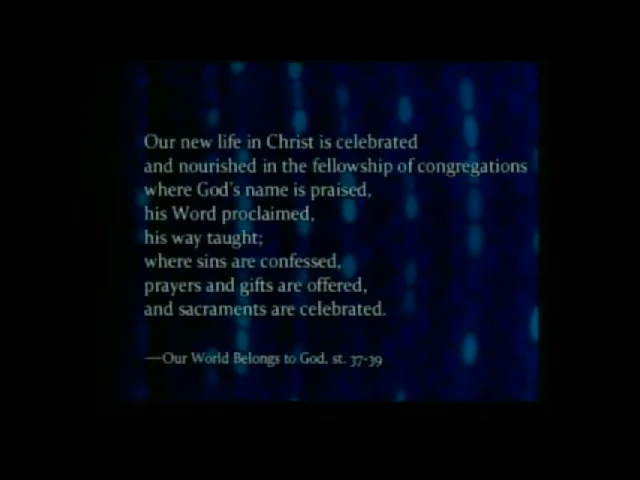 Our new life in Christ is celebrated
and nourished in the fellowship of congregations
where God's name is praised,
his Word proclaimed,
his way taught;
where sins are confessed,
prayers and gifts are offered,
and sacraments are celebrated.
—Our World Belongs to God, st. 37-39